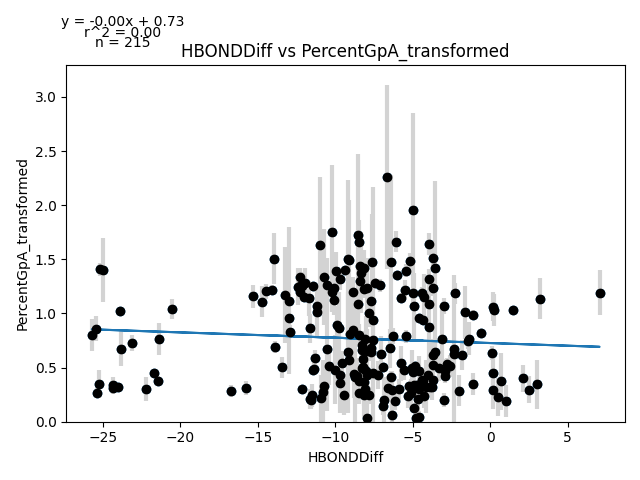 y = -0.00x + 0.73
r^2 = 0.00
n = 215
HBONDDiff vs PercentGpA_transformed
PercentGpA_transformed
3.0
2.5
2.0
1.5
1.0
0.5
0.0
−25
−20
−15
−10
−5
0
5
HBONDDiff